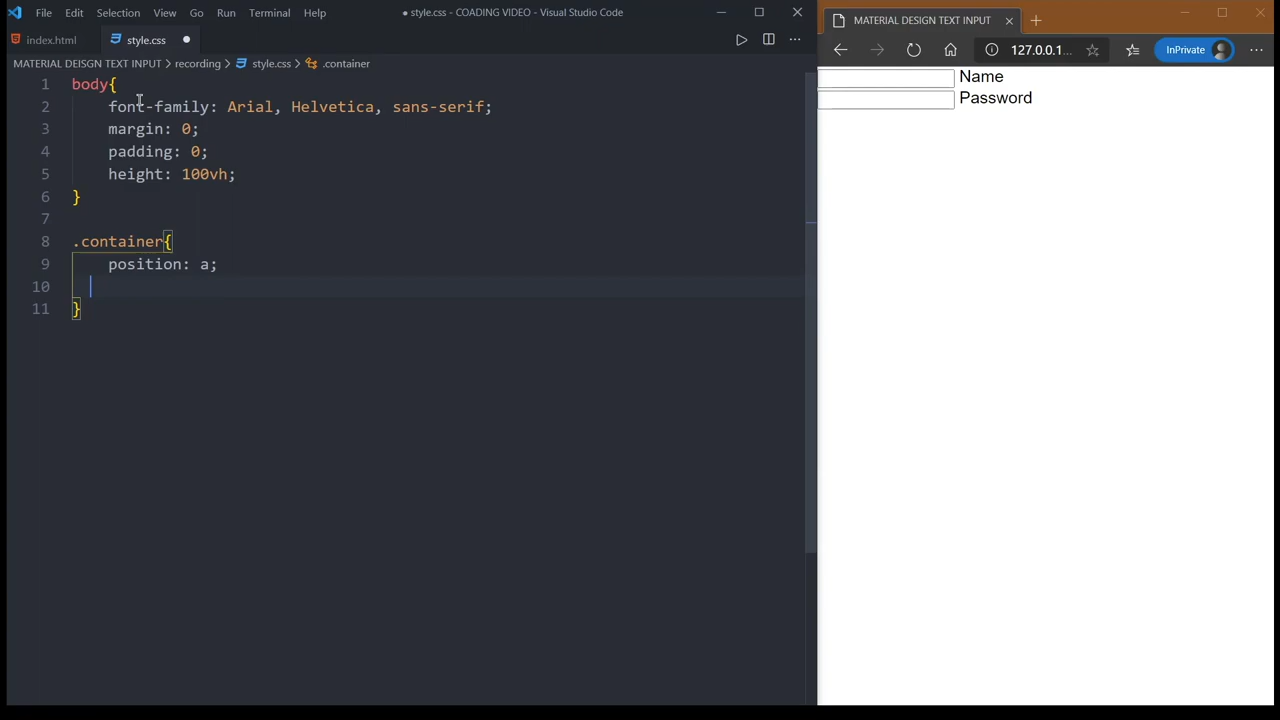 File Edit Selection View Go Run Terminal Help
● style.css - COADING VIDEO - Visual Studio Code
index.html style.css
MATERIAL DEISGN TEXT INPUT > recording > style.css > .container
1 body{
2 font-family: Arial, Helvetica, sans-serif;
3 margin: 0;
4 padding: 0;
5 height: 100vh;
6 }
7
8 .container{
9 position: a;
10
11 }
MATERIAL DESIGN TEXT INPUT
127.0.0.1... InPrivate
Name
Password